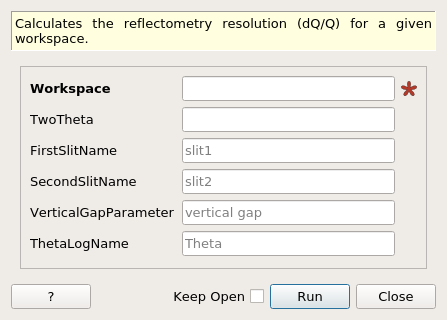 Calculates the reflectometry resolution (dQ/Q) for a given
workspace.
Workspace
*
TwoTheta
FirstSlitName slit1
SecondSlitName slit2
VerticalGapParameter vertical gap
ThetaLogName Theta
? Keep Open Run Close